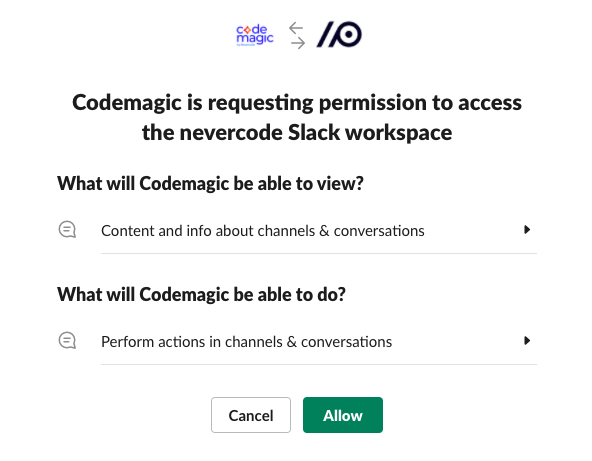 code
magic
Codemagic is requesting permission to access
the nevercode Slack workspace
What will Codemagic be able to view?
Content and info about channels & conversations
What will Codemagic be able to do?
Perform actions in channels & conversations
Cancel
Allow